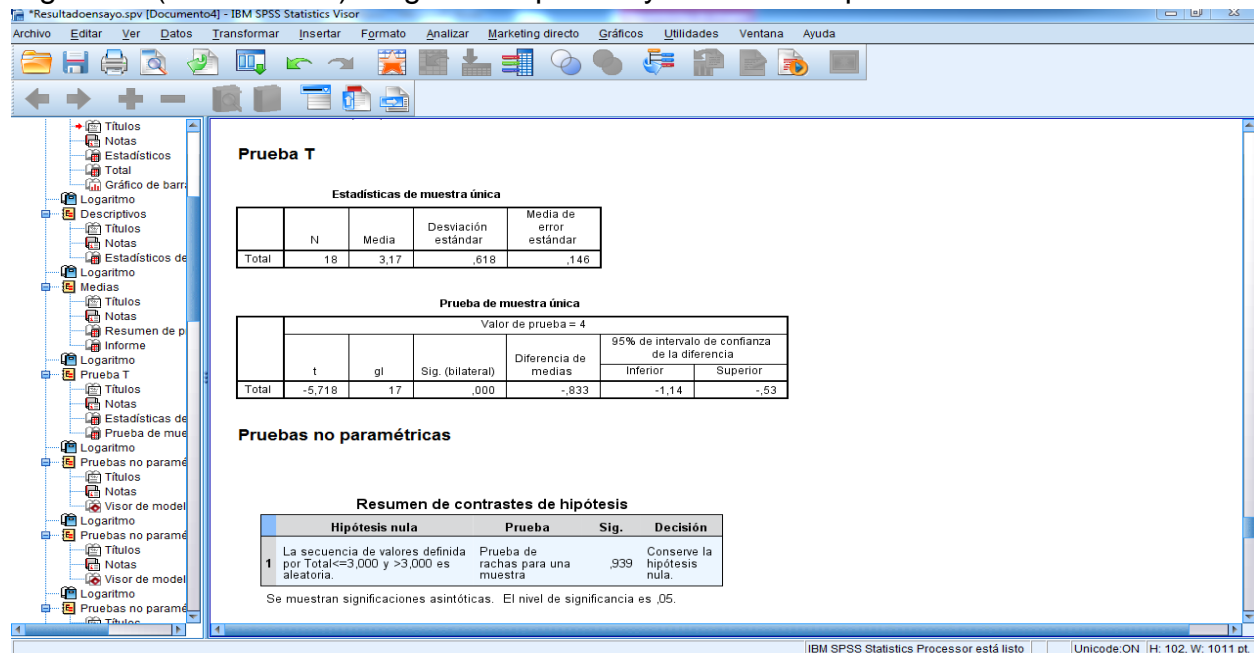 *Resultadoensayo.spv [Documento4] - IBM SPSS Statistics Visor
Archivo Editar Ver Datos Transformar Insertar Formato Analizar Marketing directo Gráficos Utilidades Ventana Ayuda
Títulos
Notas
Estadísticos
Total
Gráfico de barr
Logaritmo
Descriptivos
Títulos
Notas
Estadísticos de
Logaritmo
Medias
Títulos
Notas
Resumen de p
Informe
Logaritmo
Prueba T
Títulos
Notas
Estadísticas de
Prueba de mue
Logaritmo
Pruebas no paramé
Títulos
Notas
Visor de model
Logaritmo
Pruebas no paramé
Títulos
Notas
Visor de model
Logaritmo
Pruebas no paramé
Títulos
Prueba T
Estadísticas de muestra única
N Media Desviación estándar Media de error estándar
Total 18 3,17 ,618 ,146
Prueba de muestra única
Valor de prueba = 4
t gl Sig. (bilateral) Diferencia de medias 95% de intervalo de confianza de la diferencia
Inferior Superior
Total -5,718 17 ,000 -,833 -1,14 -,53
Pruebas no paramétricas
Resumen de contrastes de hipótesis
Hipótesis nula Prueba Sig. Decisión
1 La secuencia de valores definida por Total<=3,000 y >3,000 es aleatoria. Prueba de rachas para una muestra ,939 Conserve la hipótesis nula.
Se muestran significaciones asintóticas. El nivel de significancia es ,05.
IBM SPSS Statistics Processor está listo Unicode:ON H: 102, W: 1011 pt.